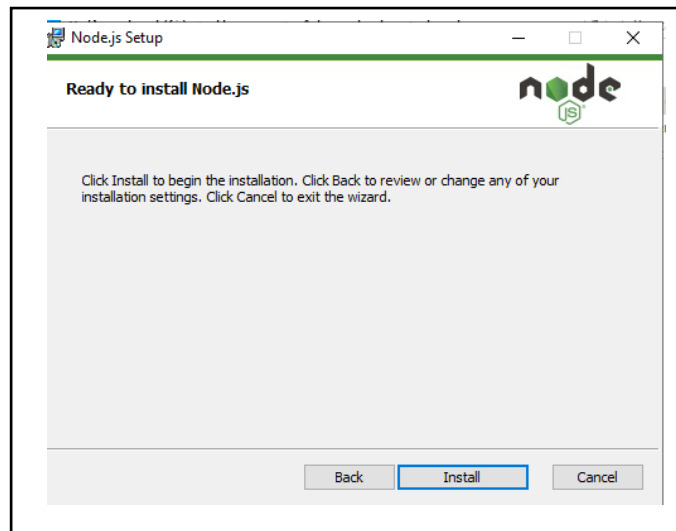 Node.js Setup
Ready to install Node.js
node
JS
Click Install to begin the installation. Click Back to review or change any of your
installation settings. Click Cancel to exit the wizard.
Back
Install
Cancel